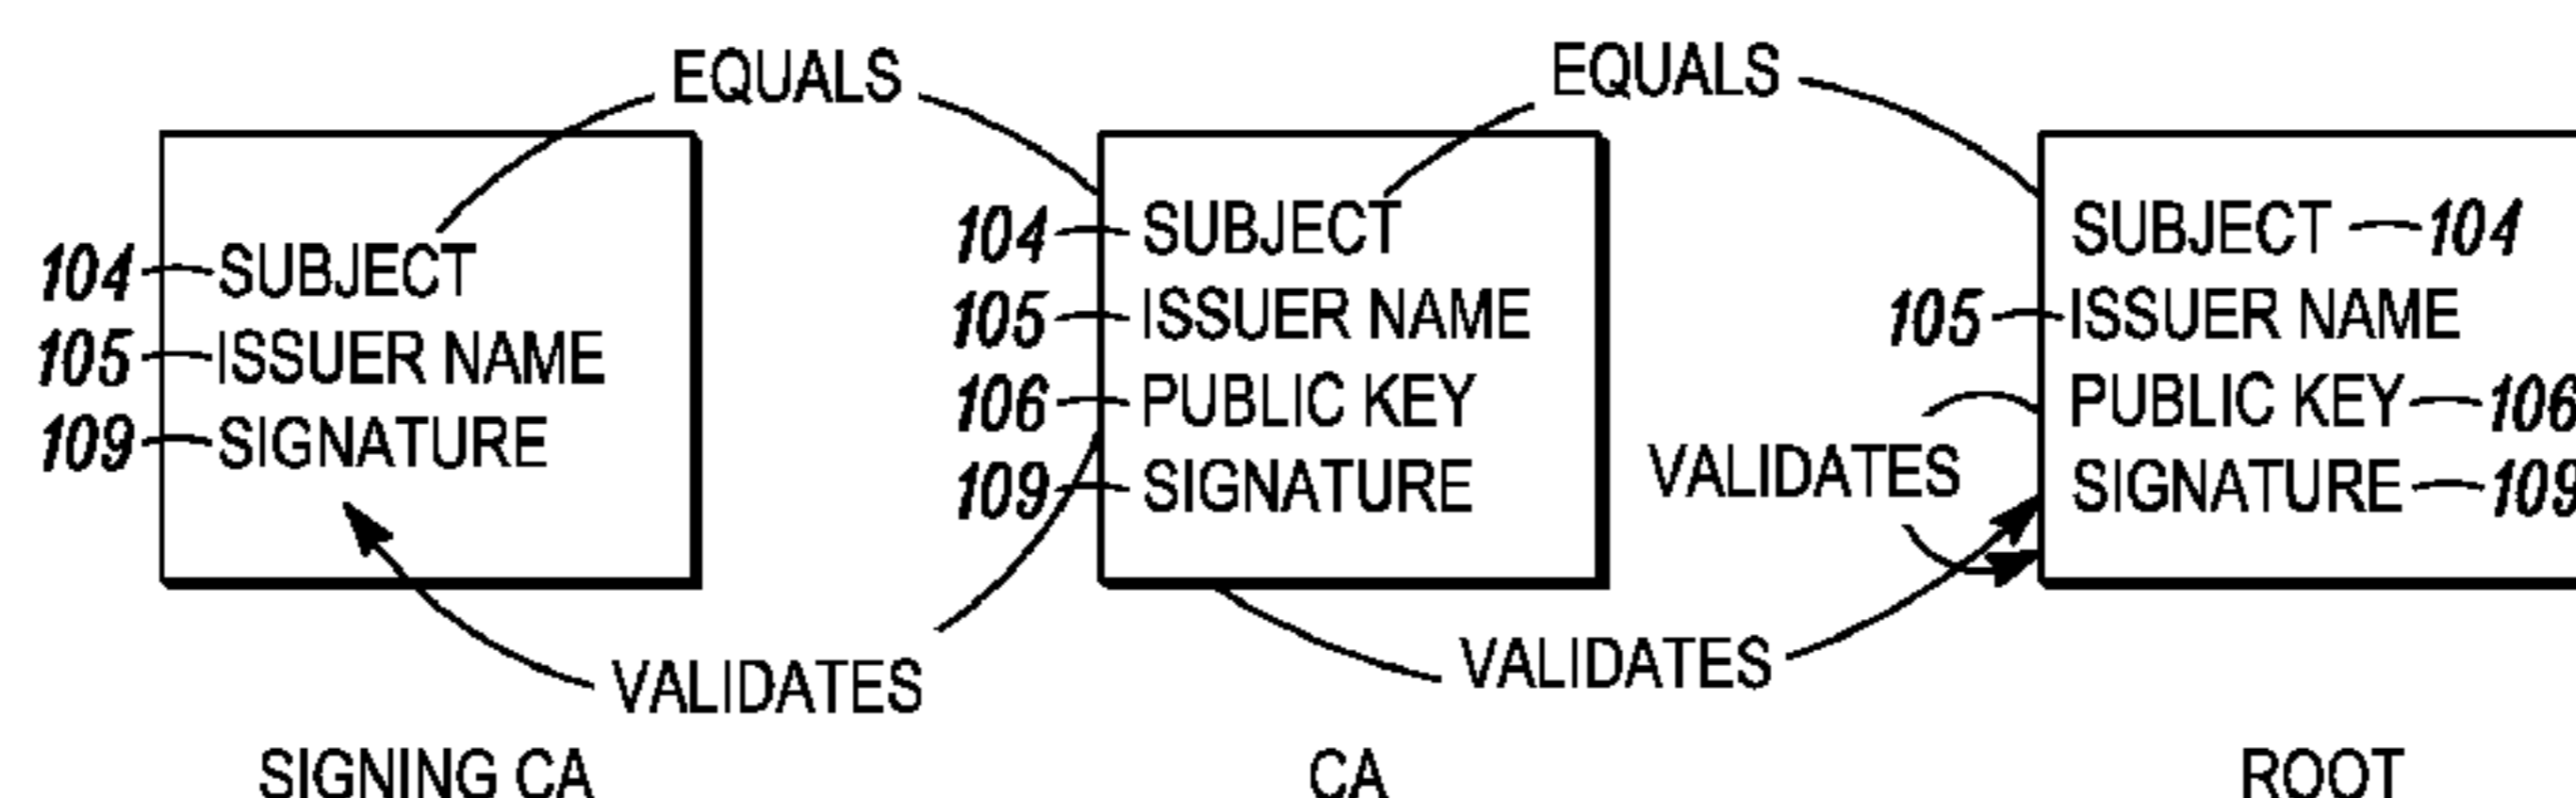 EQUALS
EQUALS
104 SUBJECT
105 ISSUER NAME
109 SIGNATURE
104 SUBJECT
105 ISSUER NAME
106 PUBLIC KEY
109 SIGNATURE
SUBJECT 104
105 ISSUER NAME
PUBLIC KEY 106
SIGNATURE 109
VALIDATES
VALIDATES
VALIDATES
SIGNING CA
CA
ROOT